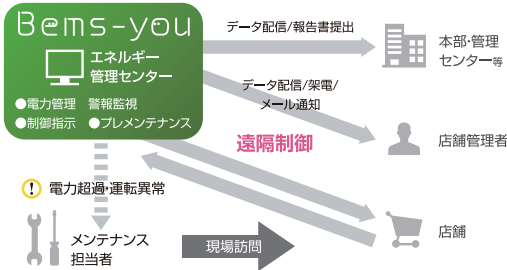 Bems-you
エネルギー
管理センター
●電力管理　警報監視
●制御指示　●プレメンテナンス
データ配信/報告書提出
本部・管理
センター等
データ配信/架電/
メール通知
店舗管理者
遠隔制御
店舗
電力超過・運転異常
メンテナンス
担当者
現場訪問